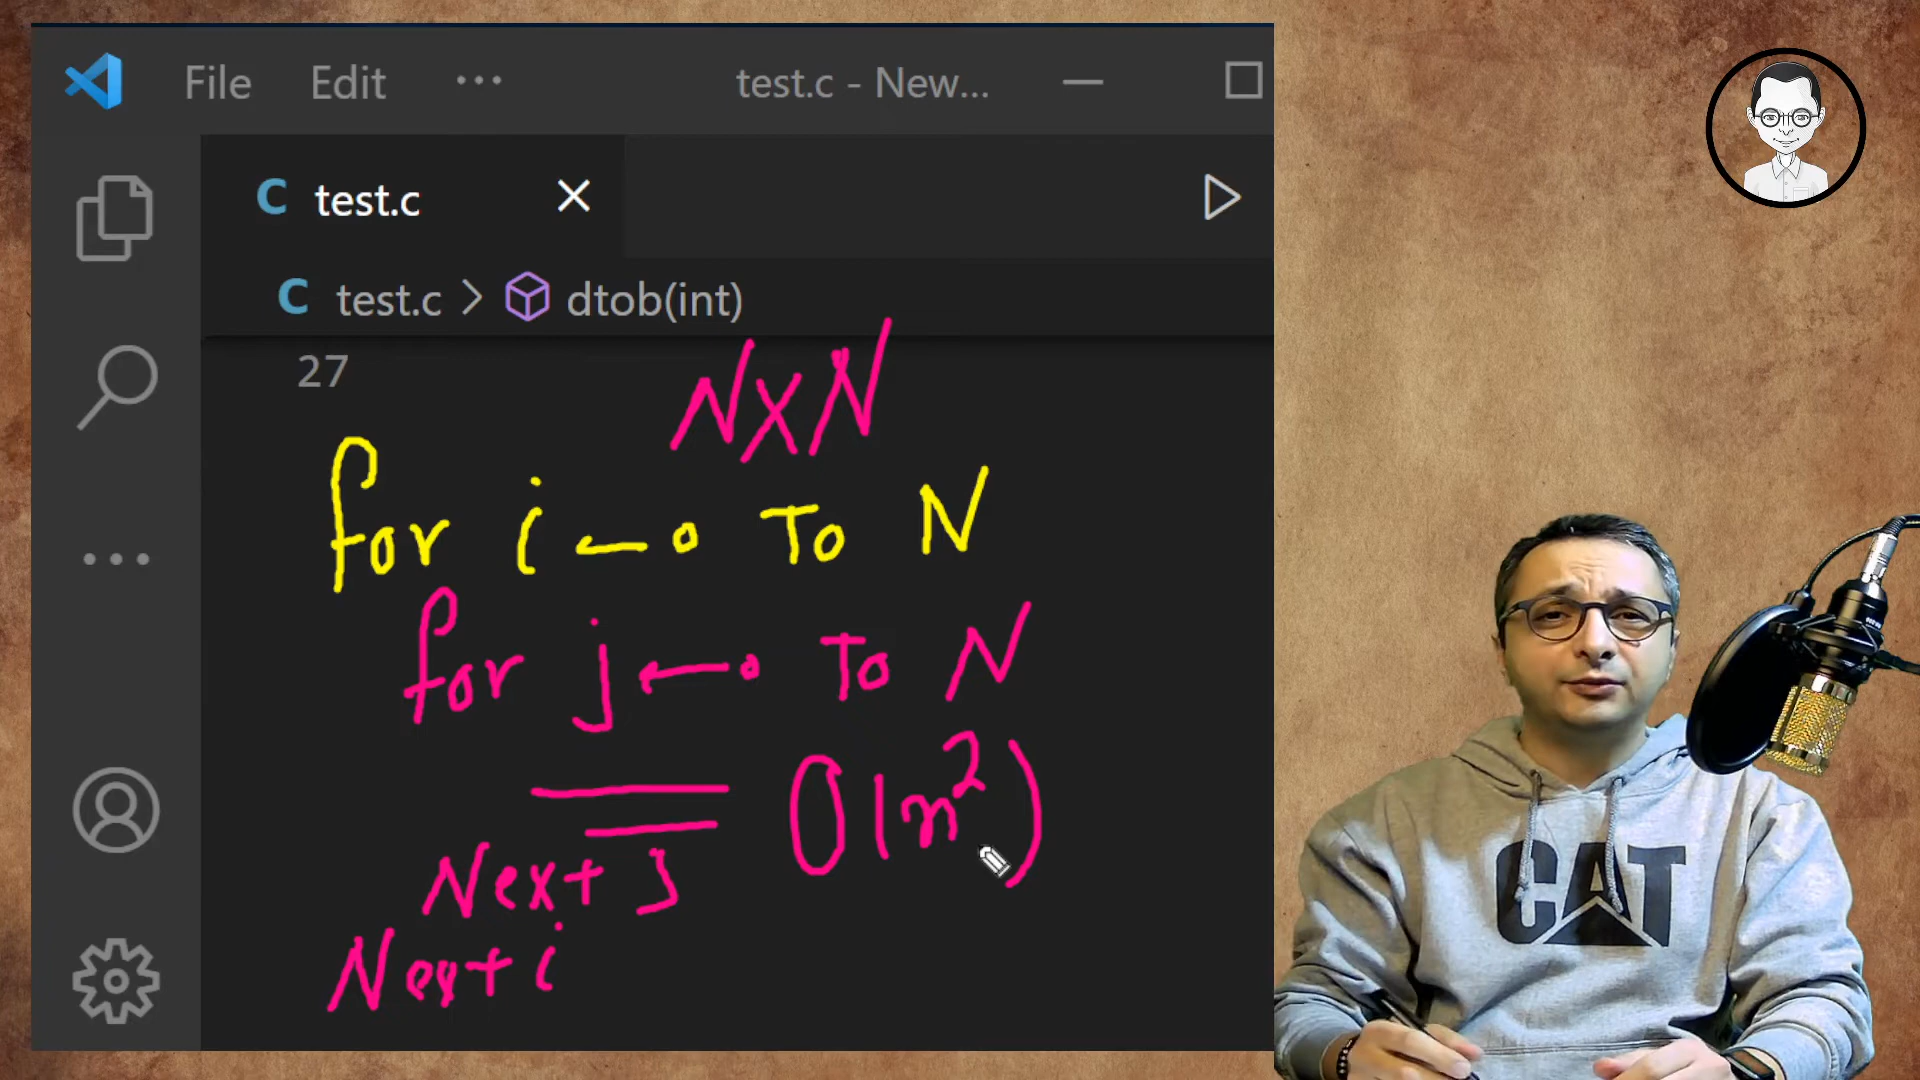 File Edit ... test.c - New...
C test.c
C test.c > dtob(int)
27
NXN
for i ← 0 To N
for j ← 0 To N
O(n²)
Next J
Next i
CAT